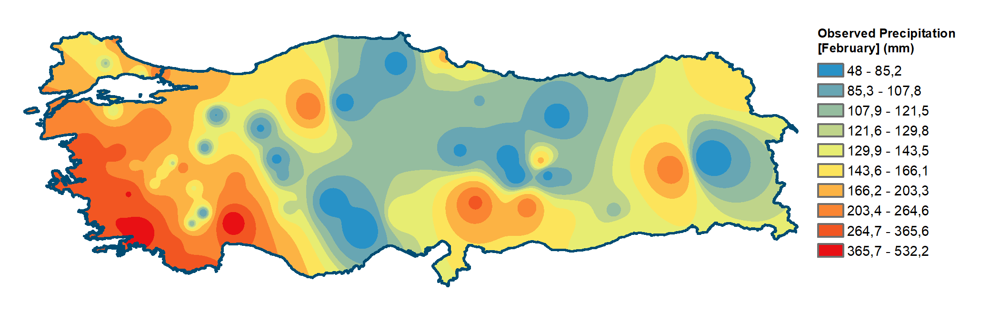 Observed Precipitation
[February] (mm)
48 - 85,2
85,3 - 107,8
107,9 - 121,5
121,6 - 129,8
129,9 - 143,5
143,6 - 166,1
166,2 - 203,3
203,4 - 264,6
264,7 - 365,6
365,7 - 532,2